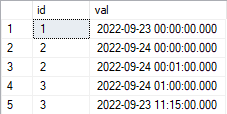 id val
1 1 2022-09-23 00:00:00.000
2 2 2022-09-24 00:00:00.000
3 2 2022-09-24 00:01:00.000
4 3 2022-09-24 01:00:00.000
5 3 2022-09-23 11:15:00.000